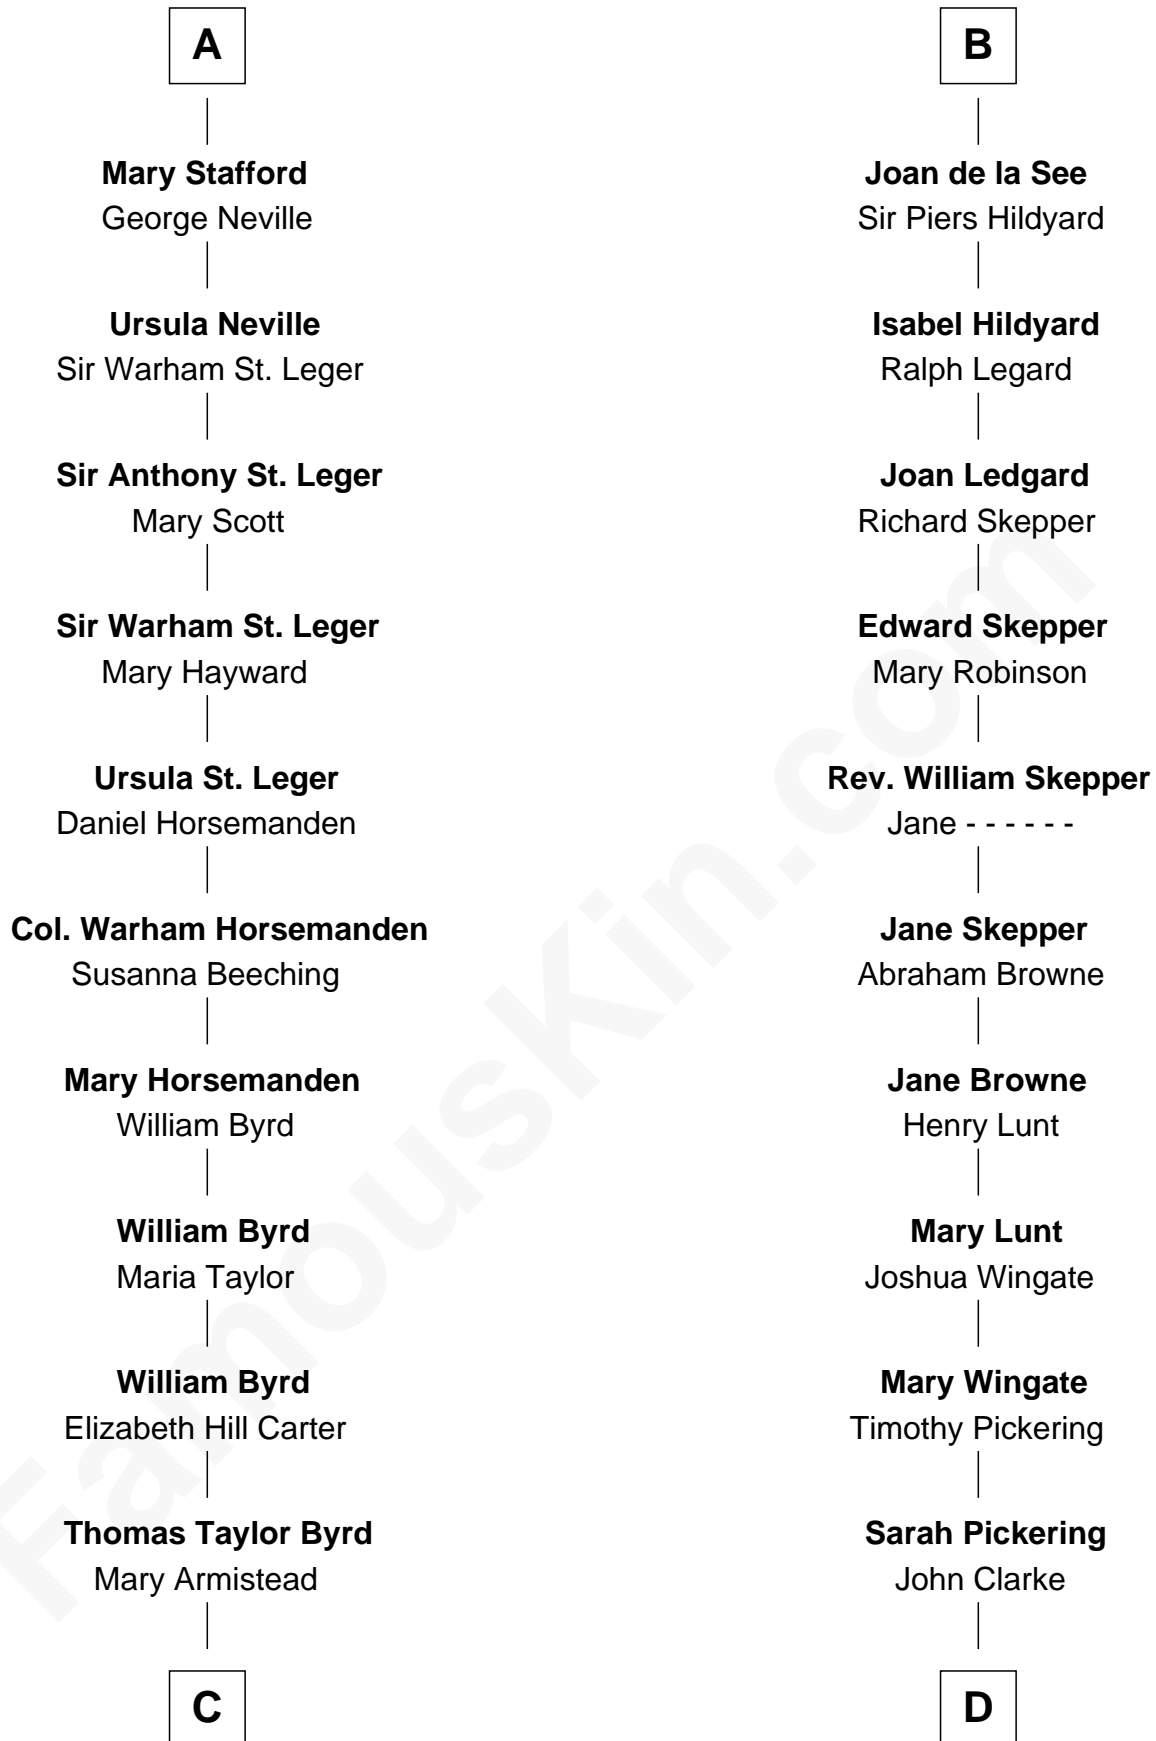 A
Mary Stafford
George Neville
Ursula Neville
Sir Warham St. Leger
Sir Anthony St. Leger
Mary Scott
Sir Warham St. Leger
Mary Hayward
Ursula St. Leger
Daniel Horsemanden
Col. Warham Horsemanden
Susanna Beeching
Mary Horsemanden
William Byrd
William Byrd
Maria Taylor
William Byrd
Elizabeth Hill Carter
Thomas Taylor Byrd
Mary Armistead
C
B
Joan de la See
Sir Piers Hildyard
Isabel Hildyard
Ralph Legard
Joan Ledgard
Richard Skepper
Edward Skepper
Mary Robinson
Rev. William Skepper
Jane - - - - - -
Jane Skepper
Abraham Browne
Jane Browne
Henry Lunt
Mary Lunt
Joshua Wingate
Mary Wingate
Timothy Pickering
Sarah Pickering
John Clarke
D
FamousKin.com